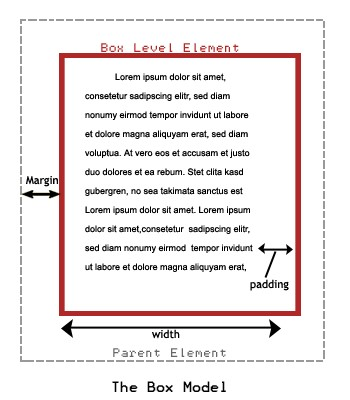 Box Level Element
Lorem ipsum dolor sit amet,
consetetur sadipscing elitr, sed diam
nonumy eirmod tempor invidunt ut labore
et dolore magna aliquyam erat, sed diam
voluptua. At vero eos et accusam et justo
duo dolores et ea rebum. Stet clita kasd
gubergren, no sea takimata sanctus est
Lorem ipsum dolor sit amet. Lorem ipsum
dolor sit amet,consetetur sadipscing elitr,
sed diam nonumy eirmod tempor invidunt
ut labore et dolore magna aliquyam erat,
Margin
padding
width
Parent Element
The Box Model